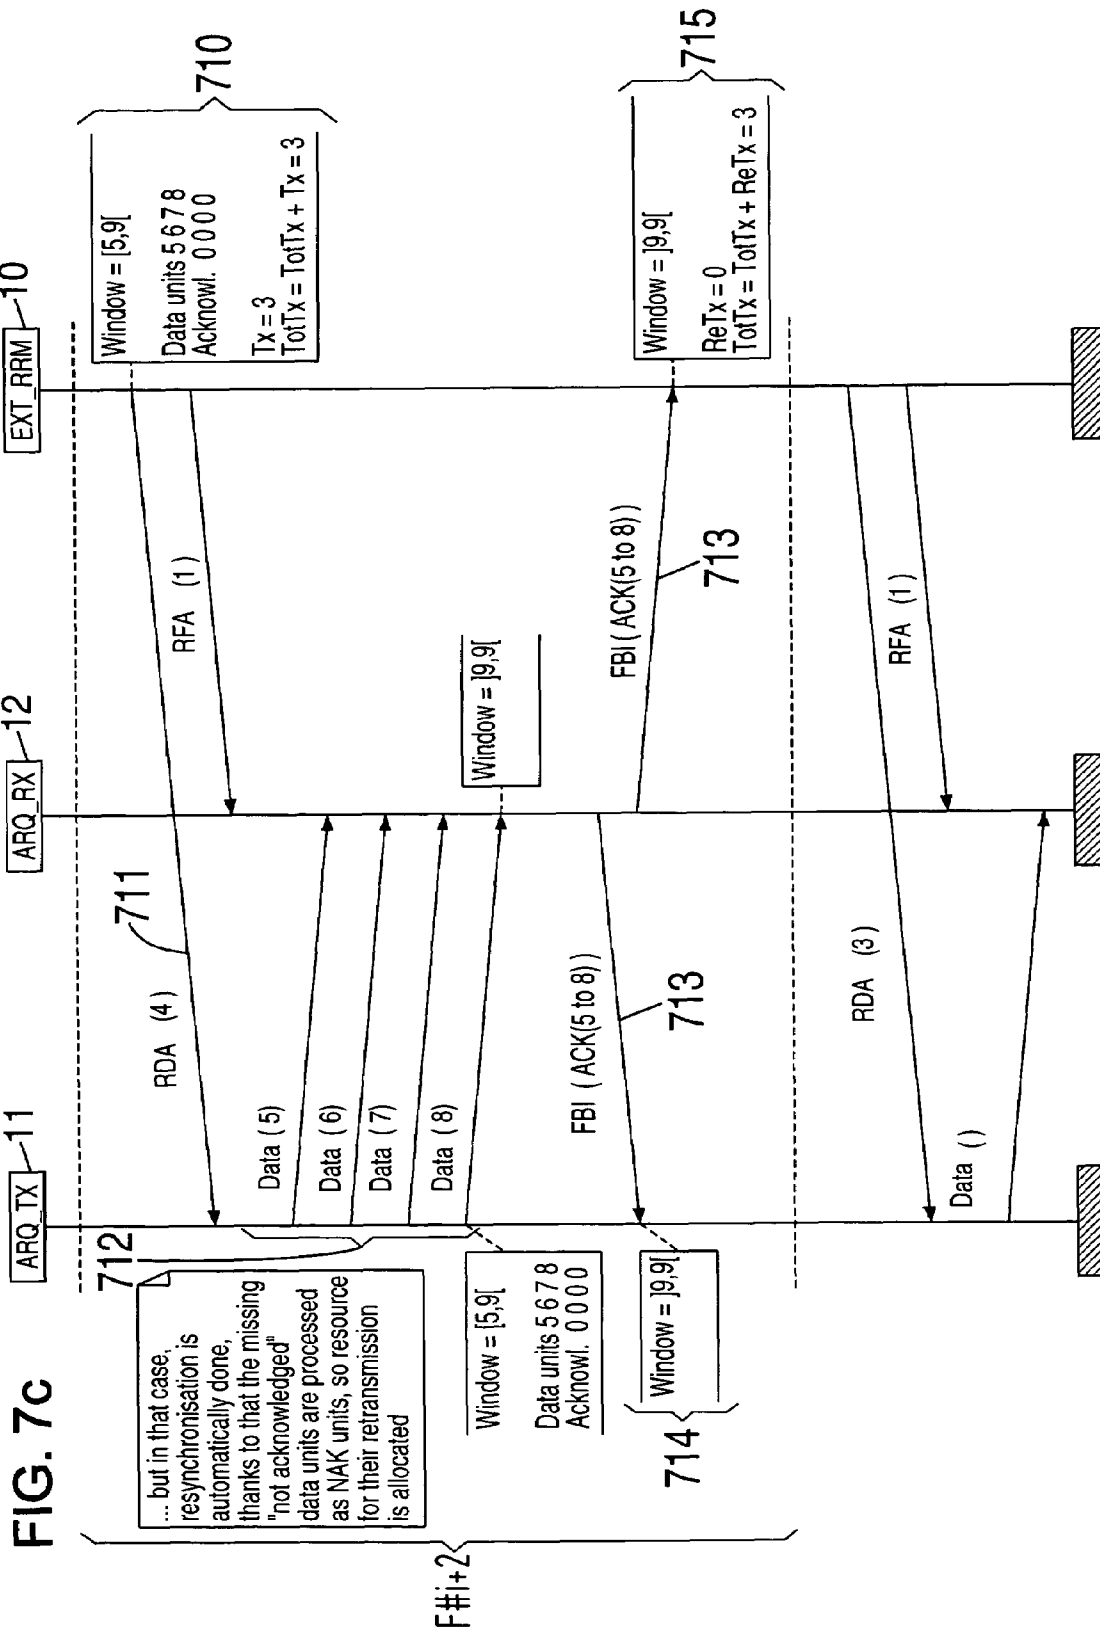 FIG. 7c
ARQ_TX
11
ARQ_RX
12
EXT_RRM
10
F#i+2
... but in that case,
resynchronisation is
automatically done,
thanks to that the missing
"not acknowledged"
data units are processed
as NAK units, so resource
for their retransmission
is allocated
712
RDA (4)
711
RFA (1)
Window = [5,9[
Data units 5 6 7 8
Acknowl. 0 0 0 0
Tx = 3
TotTx = TotTx + Tx = 3
710
Data (5)
Data (6)
Data (7)
Data (8)
Window = [5,9[
Data units 5 6 7 8
Acknowl. 0 0 0 0
Window = ]9,9[
FBI (ACK(5 to 8))
713
FBI (ACK(5 to 8))
713
Window = ]9,9[
714
Window = ]9,9[
ReTx = 0
TotTx = TotTx + ReTx = 3
715
RDA (3)
RFA (1)
Data ()